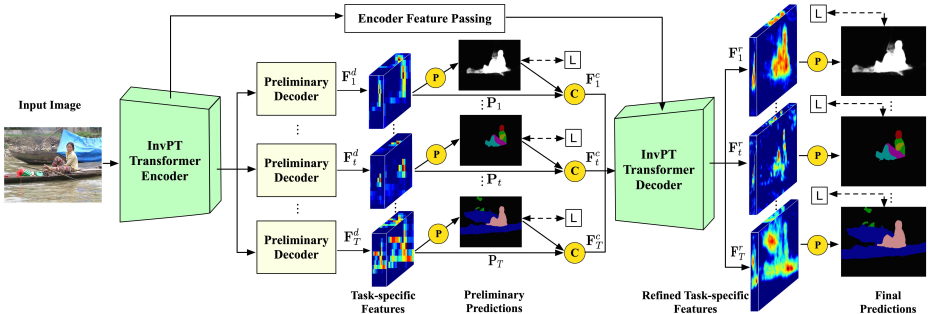 Encoder Feature Passing
Input Image
InvPT
Transformer
Encoder
Preliminary
Decoder
F_1^d
P
L
F_1^c
P_1
Preliminary
Decoder
F_t^d
P
L
F_t^c
P_t
Preliminary
Decoder
F_T^d
P
L
F_T^c
P_T
C
C
C
InvPT
Transformer
Decoder
F_1^r
P
L
F_t^r
P
L
F_T^r
P
L
Task-specific
Features
Preliminary
Predictions
Refined Task-specific
Features
Final
Predictions